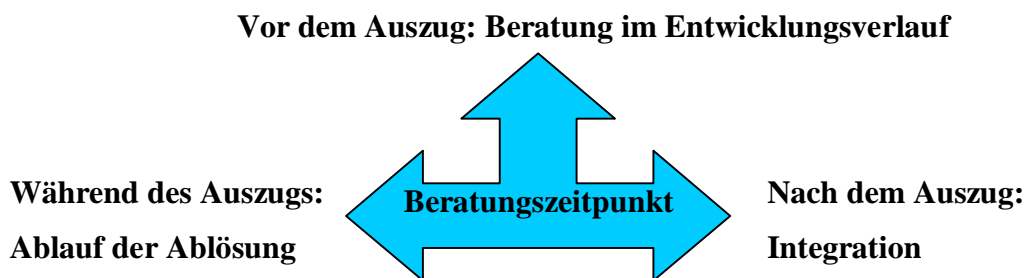 Vor dem Auszug: Beratung im Entwicklungsverlauf
Während des Auszugs:
Ablauf der Ablösung
Beratungszeitpunkt
Nach dem Auszug:
Integration